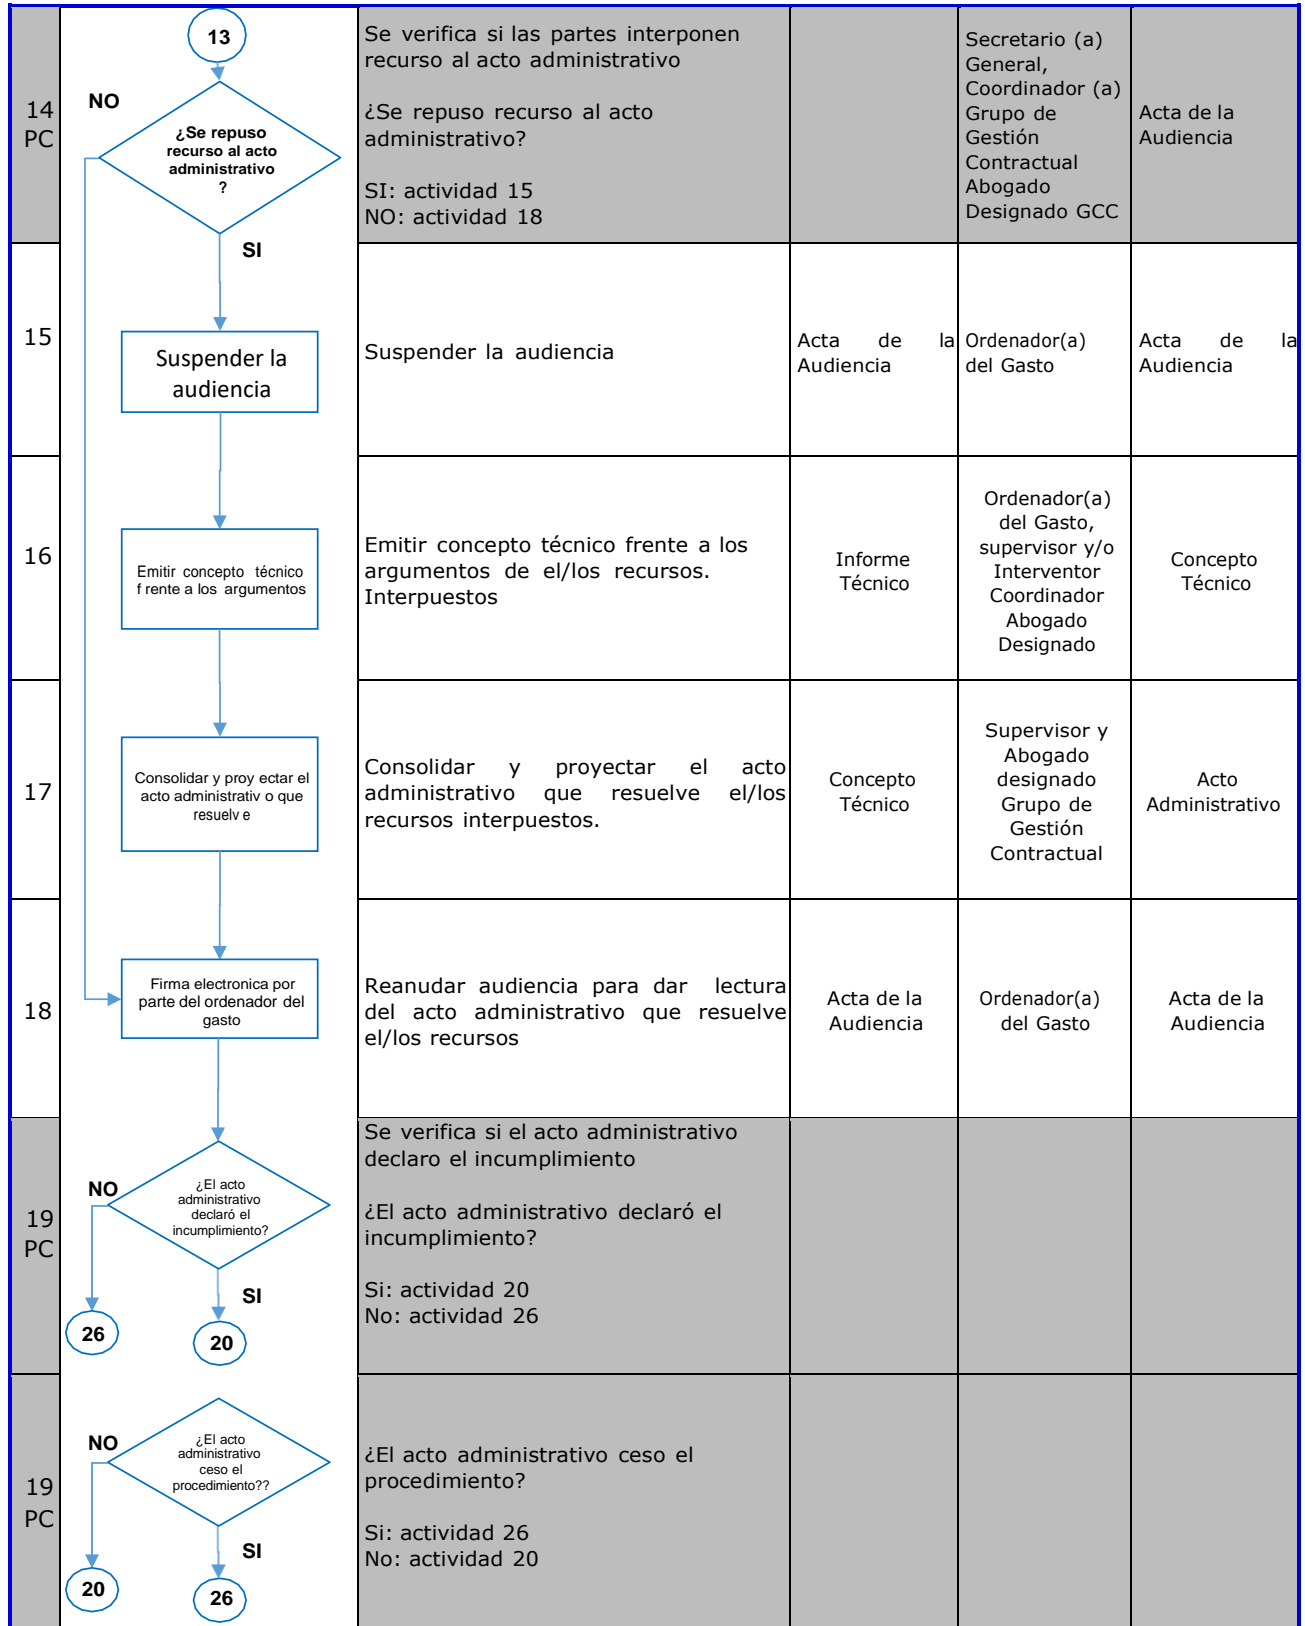 14
PC
13
NO
¿Se repuso
recurso al acto
administrativo
?
SI
Se verifica si las partes interponen
recurso al acto administrativo
¿Se repuso recurso al acto
administrativo?
SI: actividad 15
NO: actividad 18
Secretario (a)
General,
Coordinador (a)
Grupo de
Gestión
Contractual
Abogado
Designado GCC
Acta de la
Audiencia
15
Suspender la
audiencia
Suspender la audiencia
Acta de la
Audiencia
Ordenador(a)
del Gasto
Acta de la
Audiencia
16
Emitir concepto técnico
f rente a los argumentos
Emitir concepto técnico frente a los
argumentos de el/los recursos.
Interpuestos
Informe
Técnico
Ordenador(a)
del Gasto,
supervisor y/o
Interventor
Coordinador
Abogado
Designado
Concepto
Técnico
17
Consolidar y proy ectar el
acto administrativ o que
resuelv e
Consolidar y proyectar el acto
administrativo que resuelve el/los
recursos interpuestos.
Concepto
Técnico
Supervisor y
Abogado
designado
Grupo de
Gestión
Contractual
Acto
Administrativo
18
Firma electronica por
parte del ordenador del
gasto
Reanudar audiencia para dar lectura
del acto administrativo que resuelve
el/los recursos
Acta de la
Audiencia
Ordenador(a)
del Gasto
Acta de la
Audiencia
19
PC
NO
¿El acto
administrativo
declaró el
incumplimiento?
SI
26
20
Se verifica si el acto administrativo
declaro el incumplimiento
¿El acto administrativo declaró el
incumplimiento?
Si: actividad 20
No: actividad 26
19
PC
NO
¿El acto
administrativo
ceso el
procedimiento??
SI
20
26
¿El acto administrativo ceso el
procedimiento?
Si: actividad 26
No: actividad 20